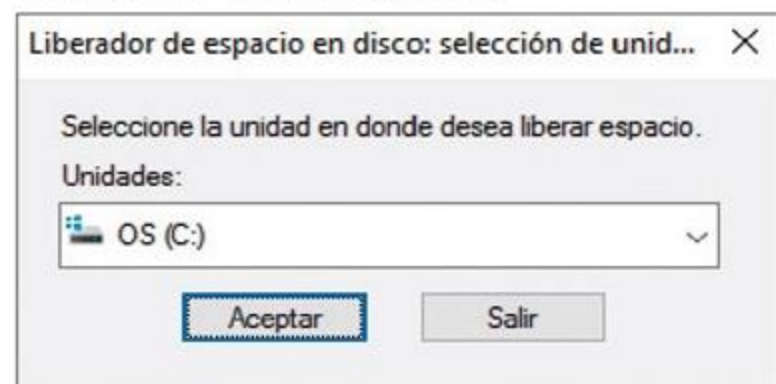 Liberador de espacio en disco: selección de unid...
Seleccione la unidad en donde desea liberar espacio.
Unidades:
OS (C:)
Aceptar
Salir